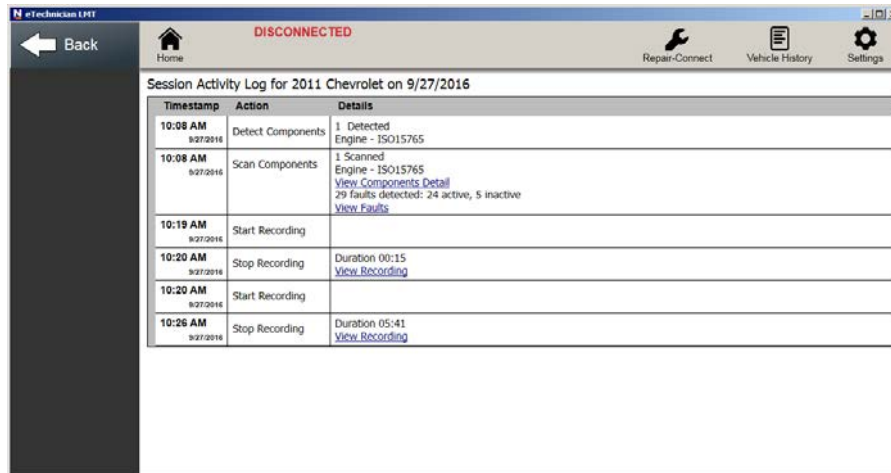 eTechnician LMT
Back
Home
DISCONNECTED
Repair-Connect
Vehicle History
Settings
Session Activity Log for 2011 Chevrolet on 9/27/2016
Timestamp Action Details
10:08 AM
9/27/2016
Detect Components
1 Detected
Engine - ISO15765
10:08 AM
9/27/2016
Scan Components
1 Scanned
Engine - ISO15765
View Components Detail
29 faults detected: 24 active, 5 inactive
View Faults
10:19 AM
9/27/2016
Start Recording
10:20 AM
9/27/2016
Stop Recording
Duration 00:15
View Recording
10:20 AM
9/27/2016
Start Recording
10:26 AM
9/27/2016
Stop Recording
Duration 05:41
View Recording